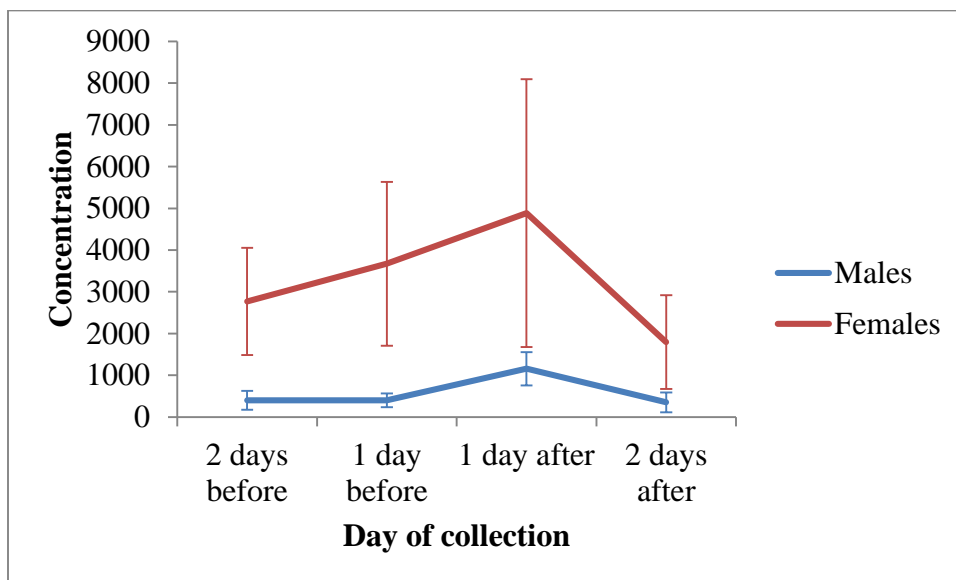 9000
8000
7000
6000
5000
4000
3000
2000
1000
0
Concentration
2 days before
1 day before
1 day after
2 days after
Day of collection
Males
Females